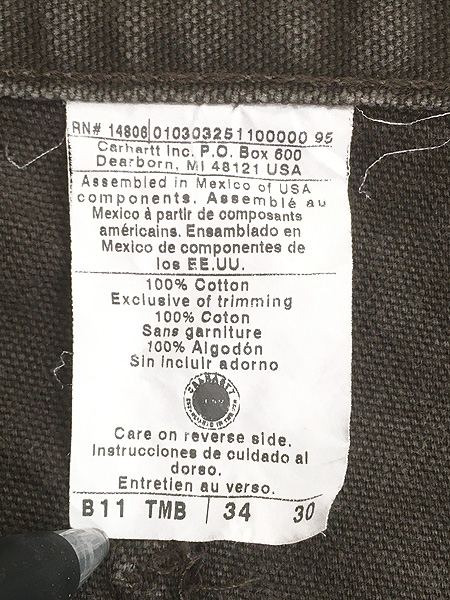 RN# 14806 010303251100000 95
Carhartt Inc. P.O. Box 600
Dearborn, MI 48121 USA
Assembled in Mexico of USA
components. Assemblé au
Mexico à partir de composants
américains. Ensamblado en
Mexico de componentes de
los EE.UU.
100% Cotton
Exclusive of trimming
100% Coton
Sans garniture
100% Algodón
Sin incluir adorno
CARHARTT
Care on reverse side.
Instrucciones de cuidado al
dorso.
Entretien au verso.
B11 TMB 34 30